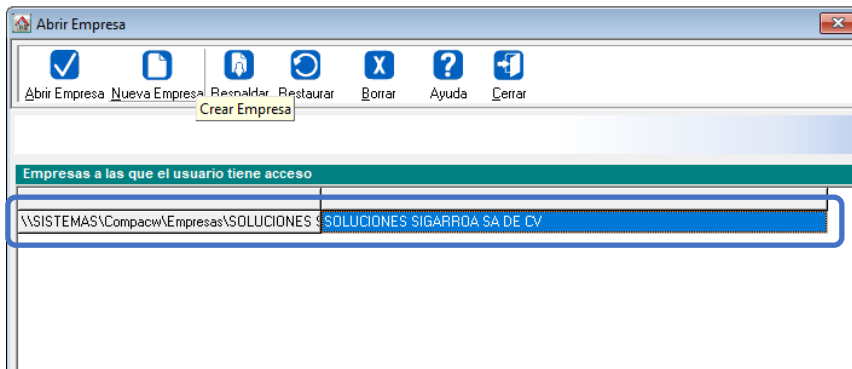 Abrir Empresa
Abrir Empresa Nueva Empresa Respaldar Restaurar Borrar Ayuda Cerrar
Crear Empresa
Empresas a las que el usuario tiene acceso
\\SISTEMAS\Compacw\Empresas\SOLUCIONES SOLUCIONES SIGARROA SA DE CV